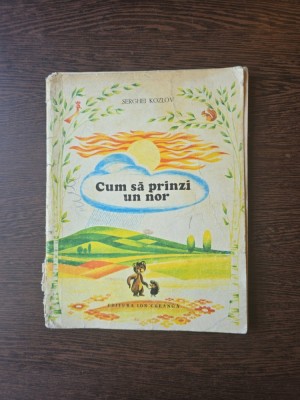 SERGHEI KOZLOV
Cum să prinzi
un nor
EDITURA ION CREANGĂ